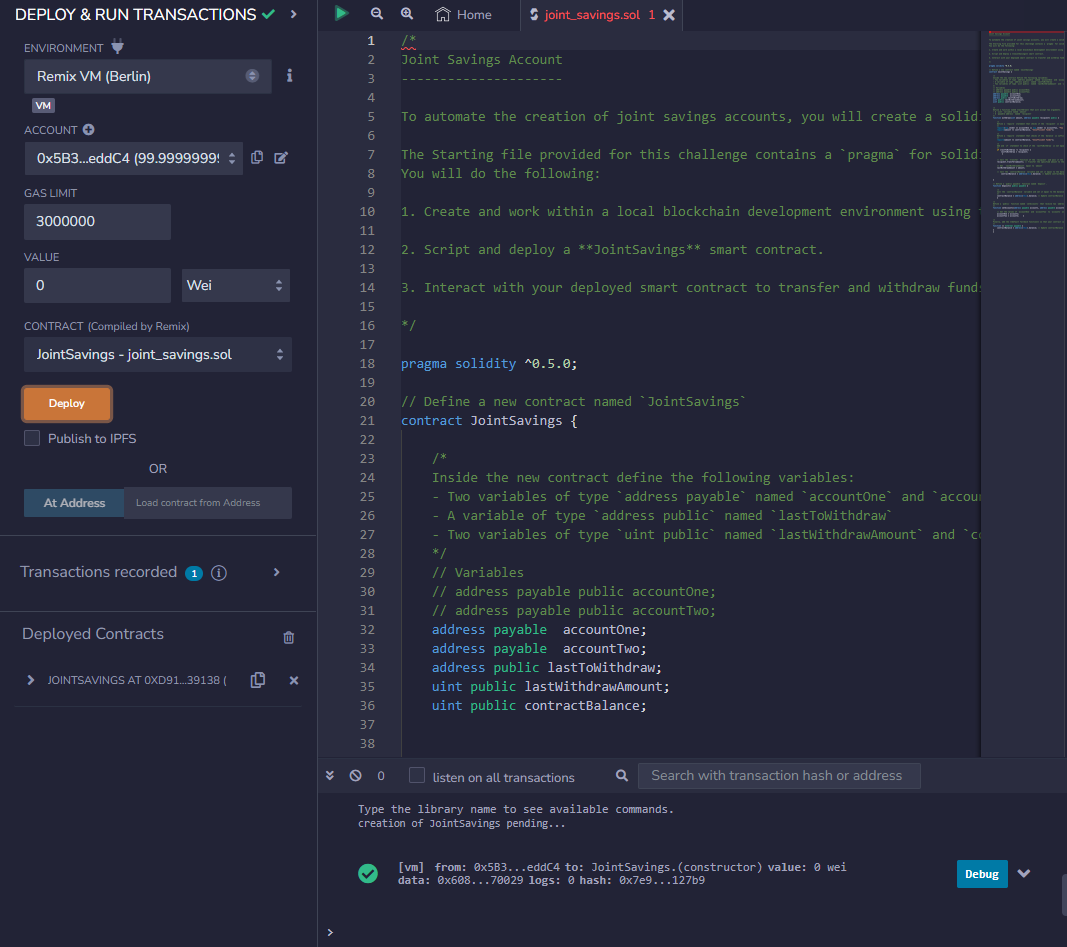 DEPLOY & RUN TRANSACTIONS
ENVIRONMENT
Remix VM (Berlin)
VM
ACCOUNT
0x5B3...eddC4 (99.99999999
GAS LIMIT
3000000
VALUE
0
Wei
CONTRACT (Compiled by Remix)
JointSavings - joint_savings.sol
Deploy
Publish to IPFS
OR
At Address
Load contract from Address
Transactions recorded 1
Deployed Contracts
JOINTSAVINGS AT 0XD91...39138 (
Home
joint_savings.sol 1
1 /*
2 Joint Savings Account
3 ---------------------
4
5 To automate the creation of joint savings accounts, you will create a solid
6
7 The Starting file provided for this challenge contains a `pragma` for solid
8 You will do the following:
9
10 1. Create and work within a local blockchain development environment using
11
12 2. Script and deploy a **JointSavings** smart contract.
13
14 3. Interact with your deployed smart contract to transfer and withdraw fund
15
16 */
17
18 pragma solidity ^0.5.0;
19
20 // Define a new contract named `JointSavings`
21 contract JointSavings {
22
23 /*
24 Inside the new contract define the following variables:
25 - Two variables of type `address payable` named `accountOne` and `accou
26 - A variable of type `address public` named `lastToWithdraw`
27 - Two variables of type `uint public` named `lastWithdrawAmount` and `co
28 */
29 // Variables
30 // address payable public accountOne;
31 // address payable public accountTwo;
32 address payable  accountOne;
33 address payable  accountTwo;
34 address public lastToWithdraw;
35 uint public lastWithdrawAmount;
36 uint public contractBalance;
37
38
0
listen on all transactions
Search with transaction hash or address
Type the library name to see available commands.
creation of JointSavings pending...
[vm] from: 0x5B3...eddC4 to: JointSavings.(constructor) value: 0 wei
data: 0x608...70029 logs: 0 hash: 0x7e9...127b9
Debug
>